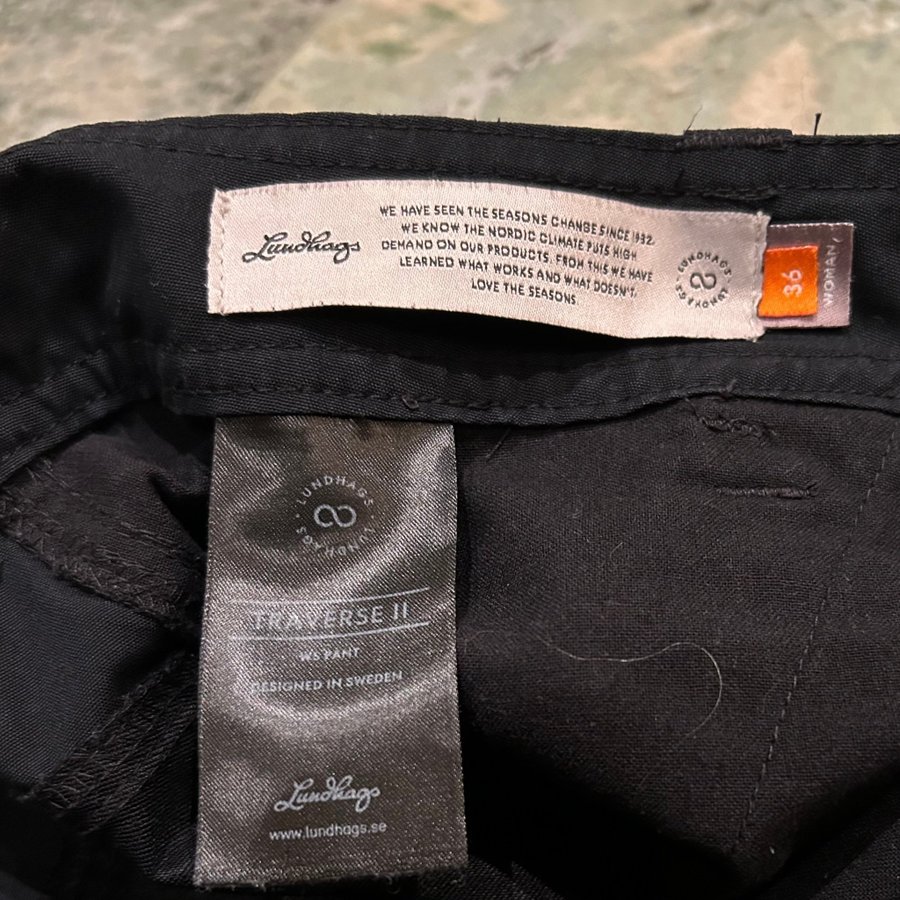 Lundhags
WE HAVE SEEN THE SEASONS CHANGE SINCE 1932.
WE KNOW THE NORDIC CLIMATE PUTS HIGH
DEMAND ON OUR PRODUCTS. FROM THIS WE HAVE
LEARNED WHAT WORKS AND WHAT DOESN'T.
LOVE THE SEASONS
LUNDHAGS · LUNDHAGS ·
36
WOMAN
LUNDHAGS · LUNDHAGS ·
TRAVERSE II
WS PANT
DESIGNED IN SWEDEN
Lundhags
www.lundhags.se